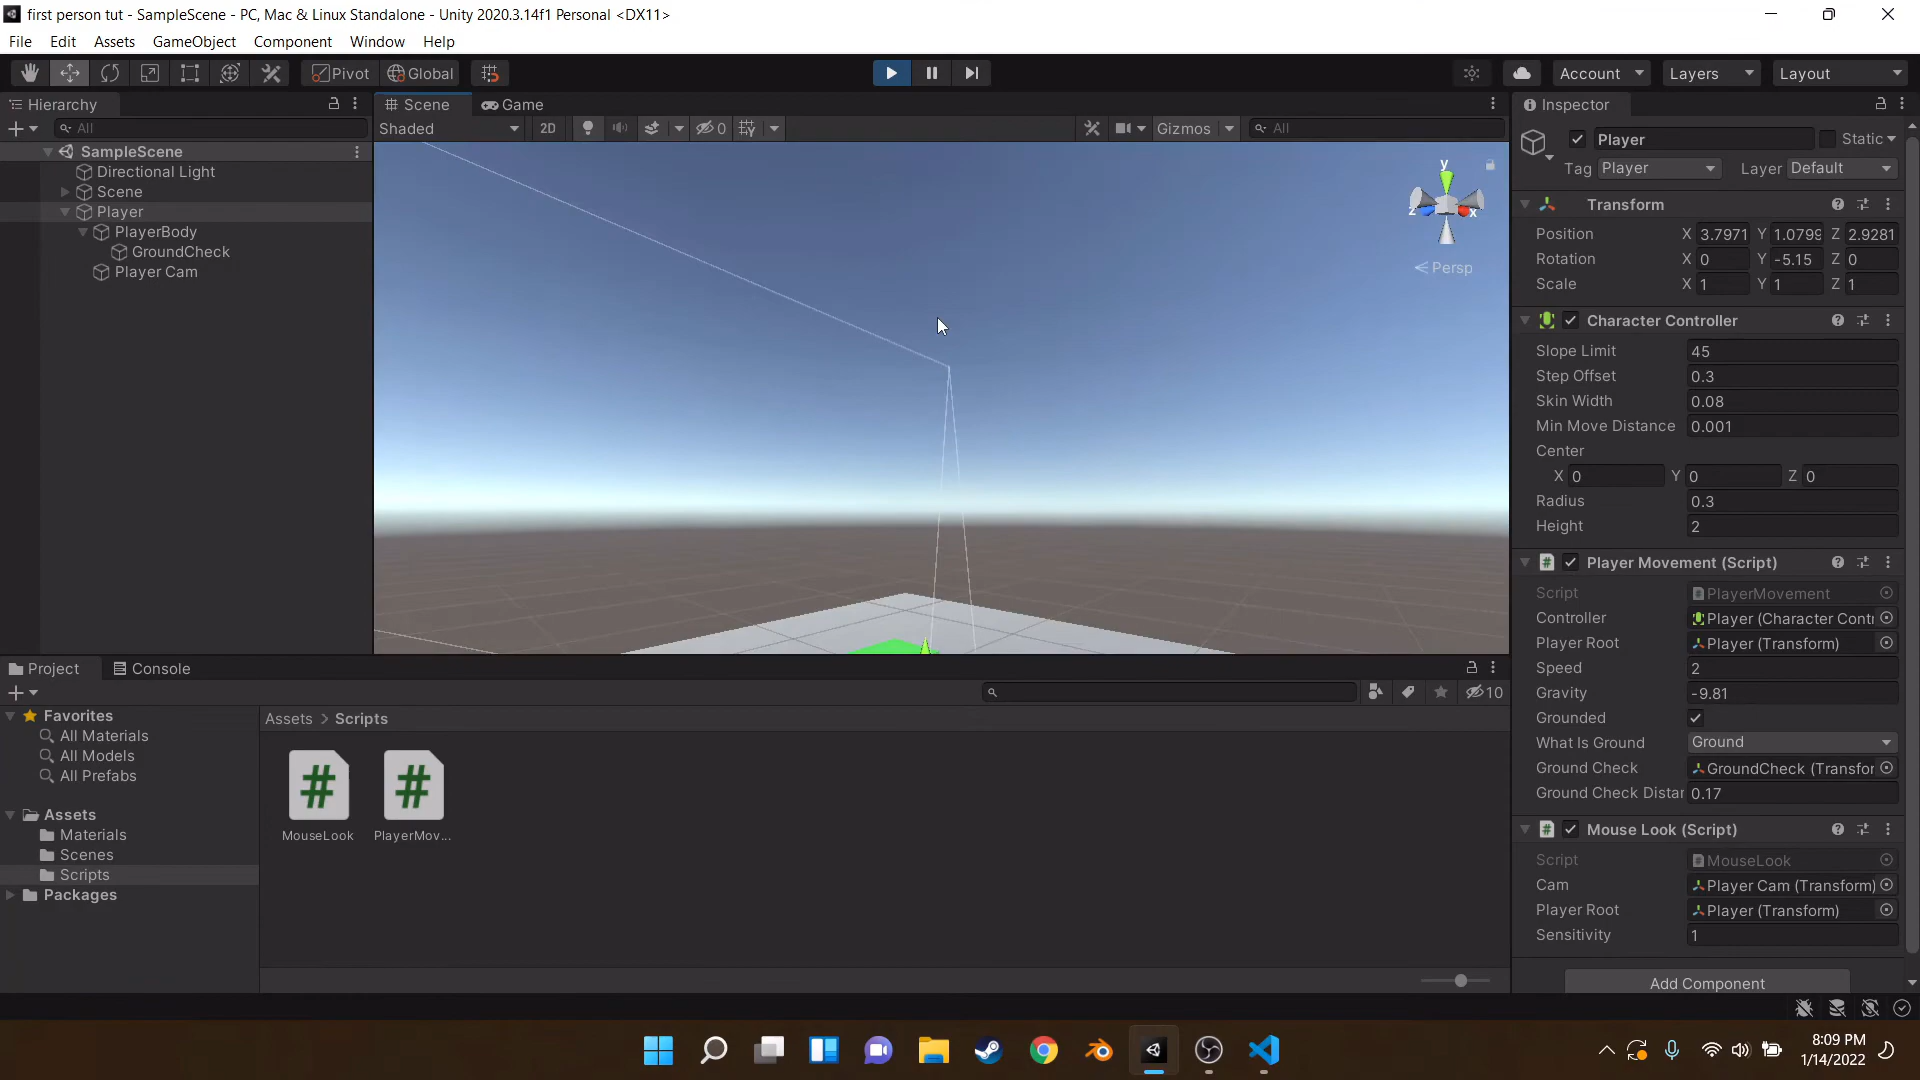 first person tut - SampleScene - PC, Mac & Linux Standalone - Unity 2020.3.14f1 Personal <DX11>
File Edit Assets GameObject Component Window Help
Pivot Global Account Layers Layout
Hierarchy
All
SampleScene
Directional Light
Scene
Player
PlayerBody
GroundCheck
Player Cam
Scene Game
Shaded 2D 0 Gizmos All
y
z x
Persp
Inspector
Player Static
Tag Player Layer Default
Transform
Position X 3.7971 Y 1.0799 Z 2.9281
Rotation X 0 Y -5.15 Z 0
Scale X 1 Y 1 Z 1
Character Controller
Slope Limit 45
Step Offset 0.3
Skin Width 0.08
Min Move Distance 0.001
Center
X 0 Y 0 Z 0
Radius 0.3
Height 2
Player Movement (Script)
Script PlayerMovement
Controller Player (Character Contr
Player Root Player (Transform)
Speed 2
Gravity -9.81
Grounded
What Is Ground Ground
Ground Check GroundCheck (Transfor
Ground Check Distar 0.17
Mouse Look (Script)
Script MouseLook
Cam Player Cam (Transform)
Player Root Player (Transform)
Sensitivity 1
Add Component
Project Console
10
Favorites
All Materials
All Models
All Prefabs
Assets
Materials
Scenes
Scripts
Packages
Assets > Scripts
MouseLook PlayerMov...
8:09 PM
1/14/2022